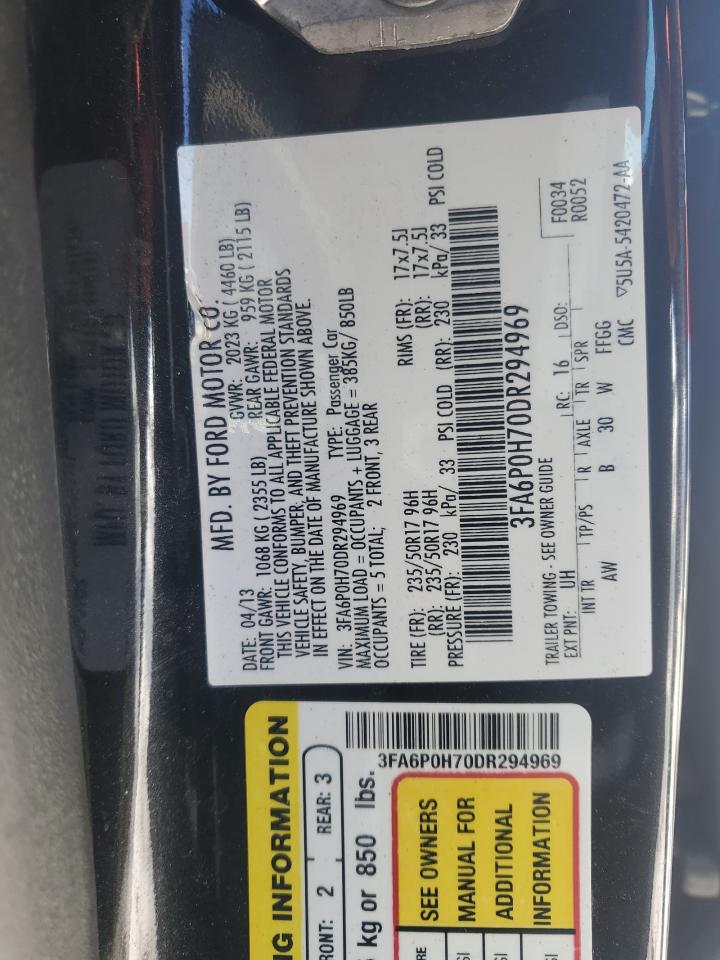 MFD. BY FORD MOTOR CO.
DATE: 04/13 GVWR: 2023 KG ( 4460 LB)
FRONT GAWR: 1068 KG ( 2355 LB) REAR GAWR: 959 KG ( 2115 LB)
THIS VEHICLE CONFORMS TO ALL APPLICABLE FEDERAL MOTOR
VEHICLE SAFETY, BUMPER, AND THEFT PREVENTION STANDARDS
IN EFFECT ON THE DATE OF MANUFACTURE SHOWN ABOVE.
VIN: 3FA6P0H70DR294969 TYPE: Passenger Car
MAXIMUM LOAD = OCCUPANTS + LUGGAGE = 385KG/ 850LB
OCCUPANTS = 5 TOTAL; 2 FRONT, 3 REAR
TIRE (FR): 235/50R17 96H RIMS (FR): 17x7.5J
(RR): 235/50R17 96H (RR): 17x7.5J
PRESSURE (FR): 230 kPa/ 33 PSI COLD (RR): 230 kPa/ 33 PSI COLD
3FA6P0H70DR294969
TRAILER TOWING - SEE OWNER GUIDE F0034
EXT PNT: UH RC: 16 DSO: R0052
INT TR TP/PS R AXLE TR SPR
AW B 30 W FFGG
CMC ▽5U5A-5420472-AA
NG INFORMATION
RONT: 2 REAR: 3
kg or 850 lbs.
3FA6P0H70DR294969
RE SEE OWNERS
SI MANUAL FOR
SI ADDITIONAL
SI INFORMATION